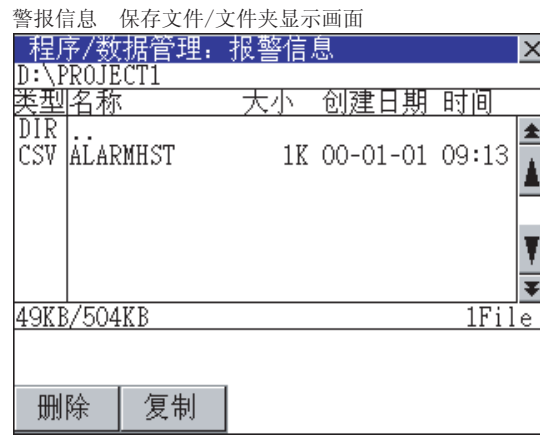 警报信息 保存文件/文件夹显示画面
程序/数据管理：报警信息 ×
D:\PROJECT1
类型 名称 大小 创建日期 时间
DIR ..
CSV ALARMHST 1K 00-01-01 09:13
49KB/504KB 1File
删除 复制